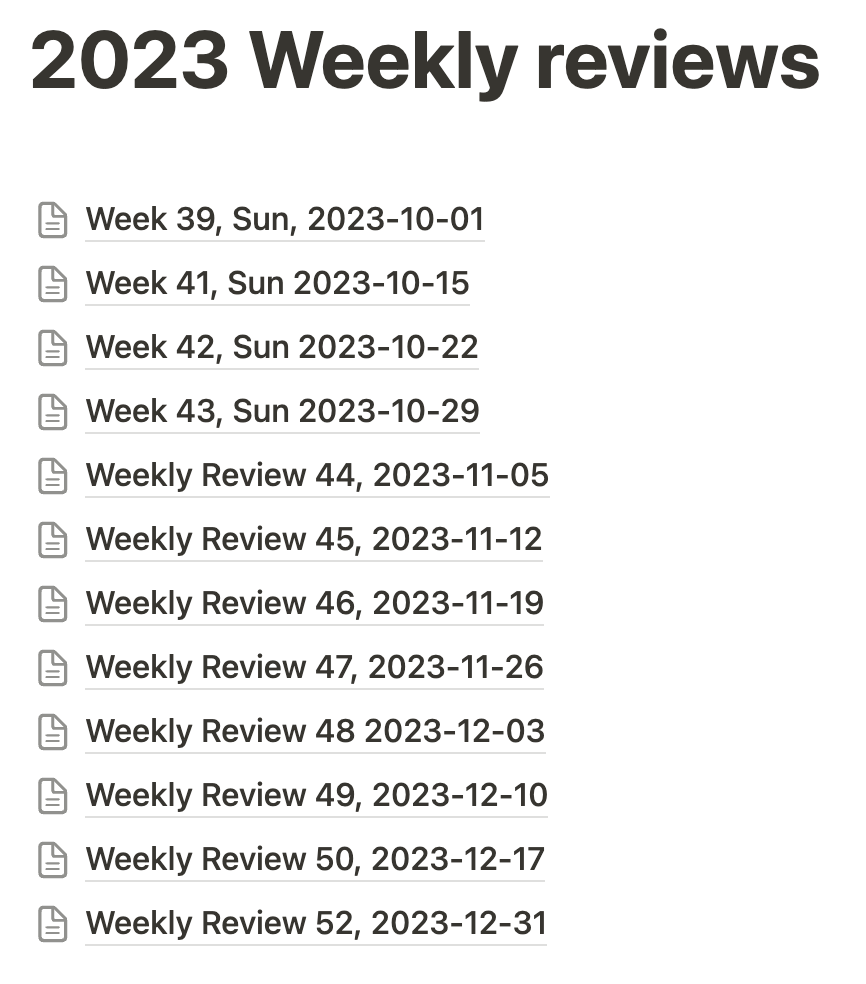 2023 Weekly reviews
Week 39, Sun, 2023-10-01
Week 41, Sun 2023-10-15
Week 42, Sun 2023-10-22
Week 43, Sun 2023-10-29
Weekly Review 44, 2023-11-05
Weekly Review 45, 2023-11-12
Weekly Review 46, 2023-11-19
Weekly Review 47, 2023-11-26
Weekly Review 48 2023-12-03
Weekly Review 49, 2023-12-10
Weekly Review 50, 2023-12-17
Weekly Review 52, 2023-12-31